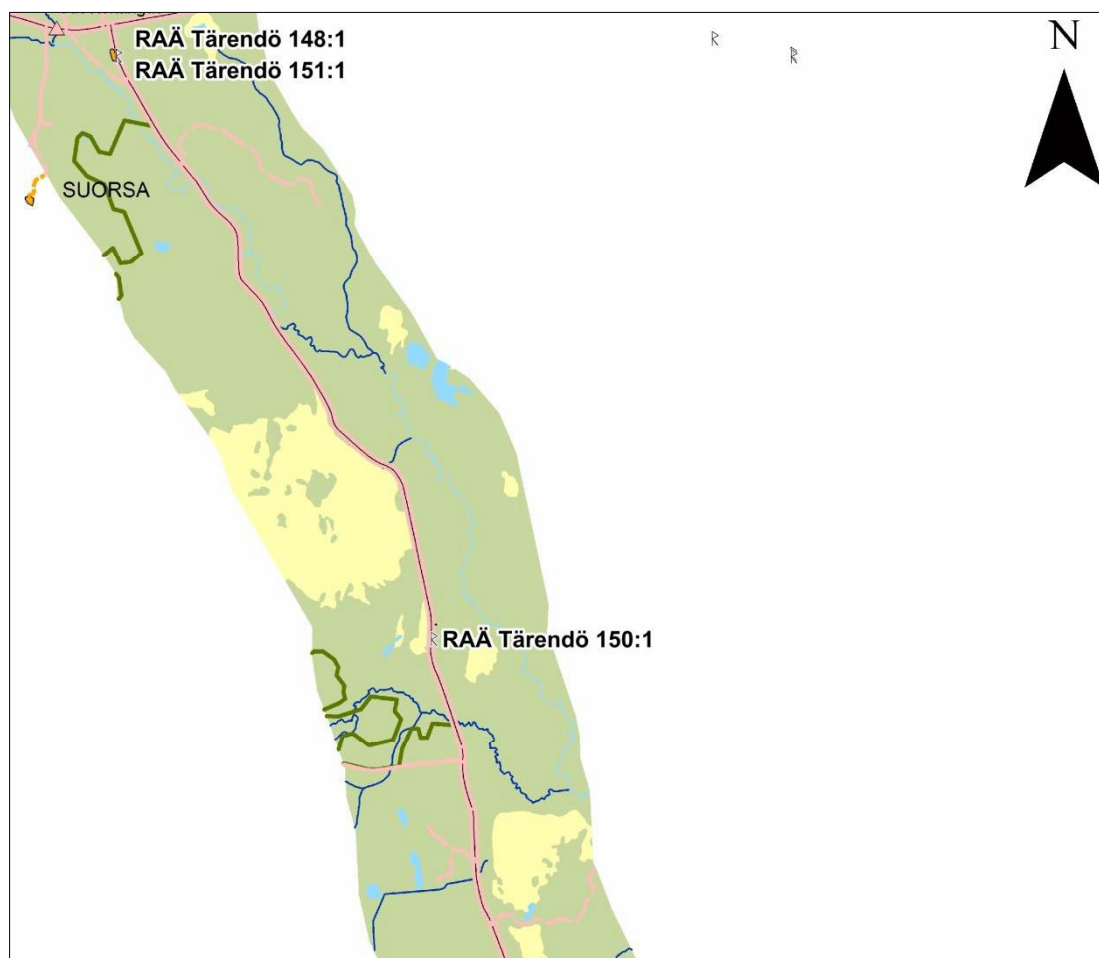 RAÄ Tärendö 148:1
N
RAÄ Tärendö 151:1
SUORSA
RAÄ Tärendö 150:1